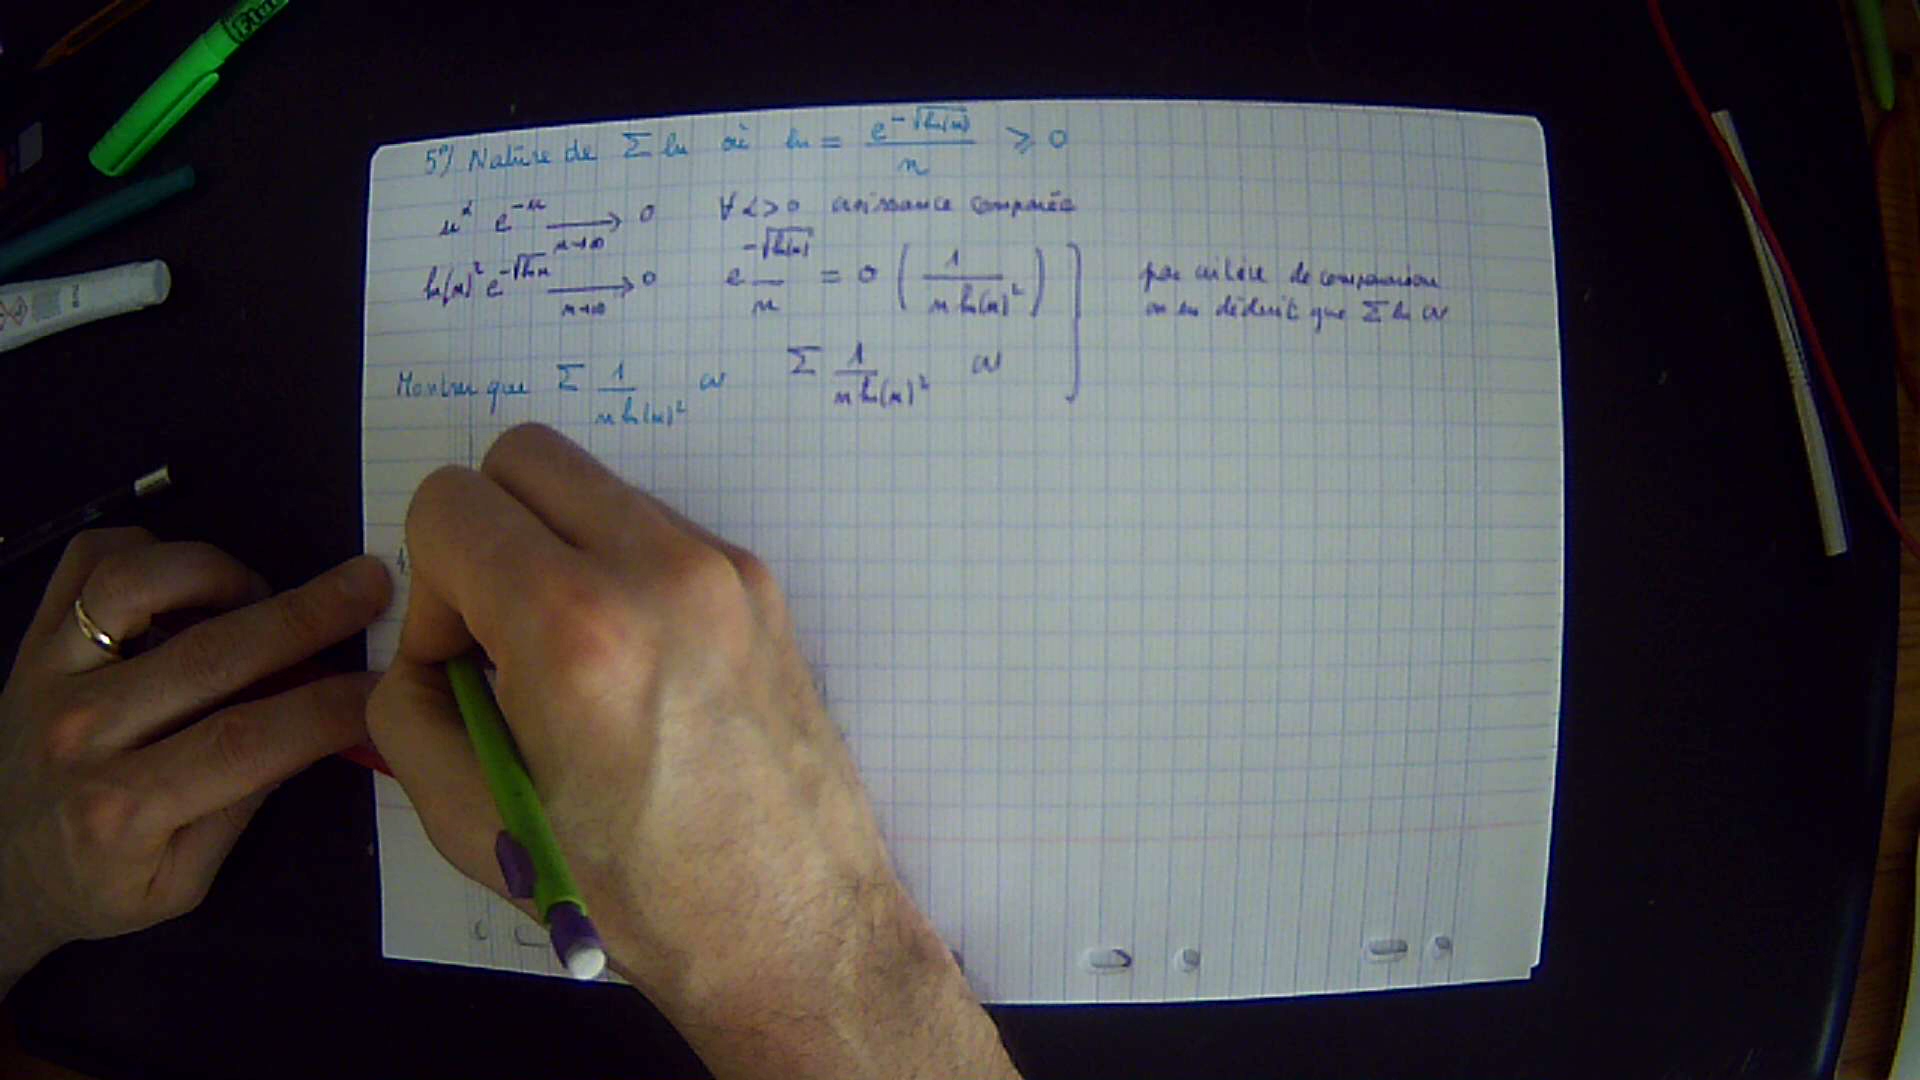 5°/ Nature de Σ un où un = e^{-√ln(n)} / n ⩾ 0
u^α e^{-u} ⟶ 0 u→+∞ ∀ α > 0 croissance comparée
ln(n)² e^{-√ln n} ⟶ 0 n→+∞ e^{-√ln(n)} / n = o ( 1 / n ln(n)² ) par critère de comparaison
on en déduit que Σ un cv
Montrer que Σ 1 / n ln(n)² cv Σ 1 / n ln(n)² cv